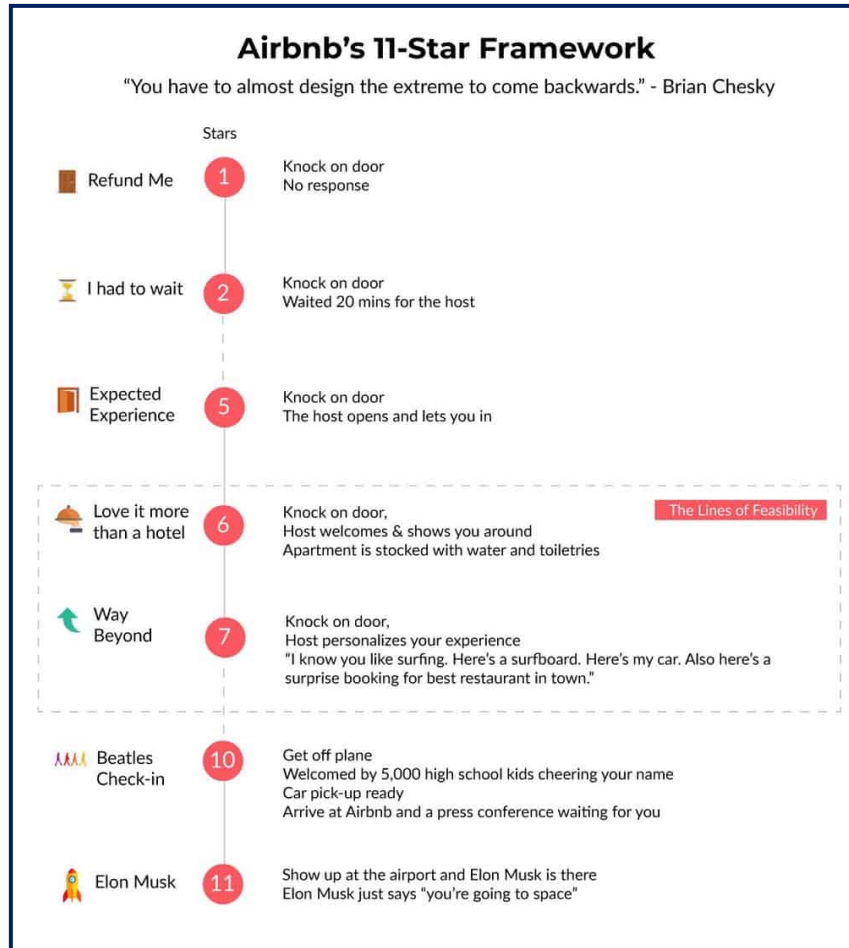 Airbnb's 11-Star Framework
“You have to almost design the extreme to come backwards.” - Brian Chesky
Stars
Refund Me
1
Knock on door
No response
I had to wait
2
Knock on door
Waited 20 mins for the host
Expected
Experience
5
Knock on door
The host opens and lets you in
The Lines of Feasibility
Love it more
than a hotel
6
Knock on door,
Host welcomes & shows you around
Apartment is stocked with water and toiletries
Way
Beyond
7
Knock on door,
Host personalizes your experience
“I know you like surfing. Here's a surfboard. Here's my car. Also here's a
surprise booking for best restaurant in town.”
Beatles
Check-in
10
Get off plane
Welcomed by 5,000 high school kids cheering your name
Car pick-up ready
Arrive at Airbnb and a press conference waiting for you
Elon Musk
11
Show up at the airport and Elon Musk is there
Elon Musk just says “you're going to space”